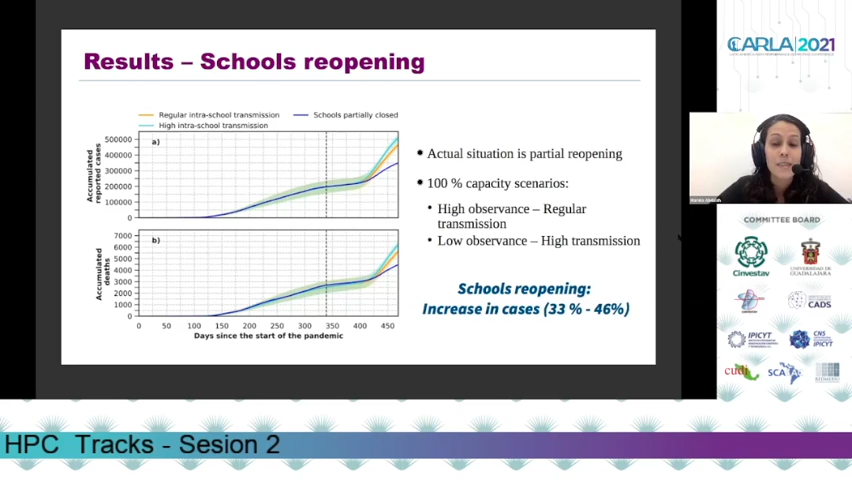 Results – Schools reopening
Regular intra-school transmission
Schools partially closed
High intra-school transmission
a)
500000
400000
300000
200000
100000
0
Accumulated
reported cases
b)
7000
6000
5000
4000
3000
2000
1000
0
Accumulated
deaths
0 50 100 150 200 250 300 350 400 450
Days since the start of the pandemic
• Actual situation is partial reopening
• 100 % capacity scenarios:
• High observance – Regular
transmission
• Low observance – High transmission
Schools reopening:
Increase in cases (33 % - 46%)
CARLA|2021
COMMITTEE BOARD
Cinvestav
UNIVERSIDAD DE
GUADALAJARA
CADS
IPICYT
CNS
IPICYT
cudi
SCA
REDMEXSU
HPC Tracks - Sesion 2